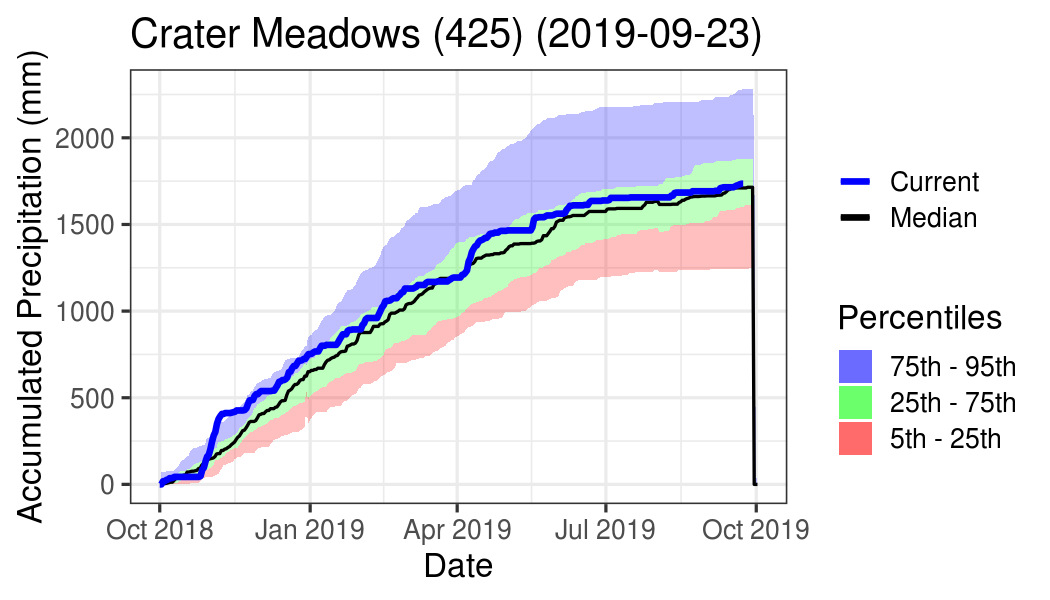 Crater Meadows (425) (2019-09-23)
Accumulated Precipitation (mm)
2000
1500
1000
500
0
Oct 2018
Jan 2019
Apr 2019
Jul 2019
Oct 2019
Date
Current
Median
Percentiles
75th - 95th
25th - 75th
5th - 25th